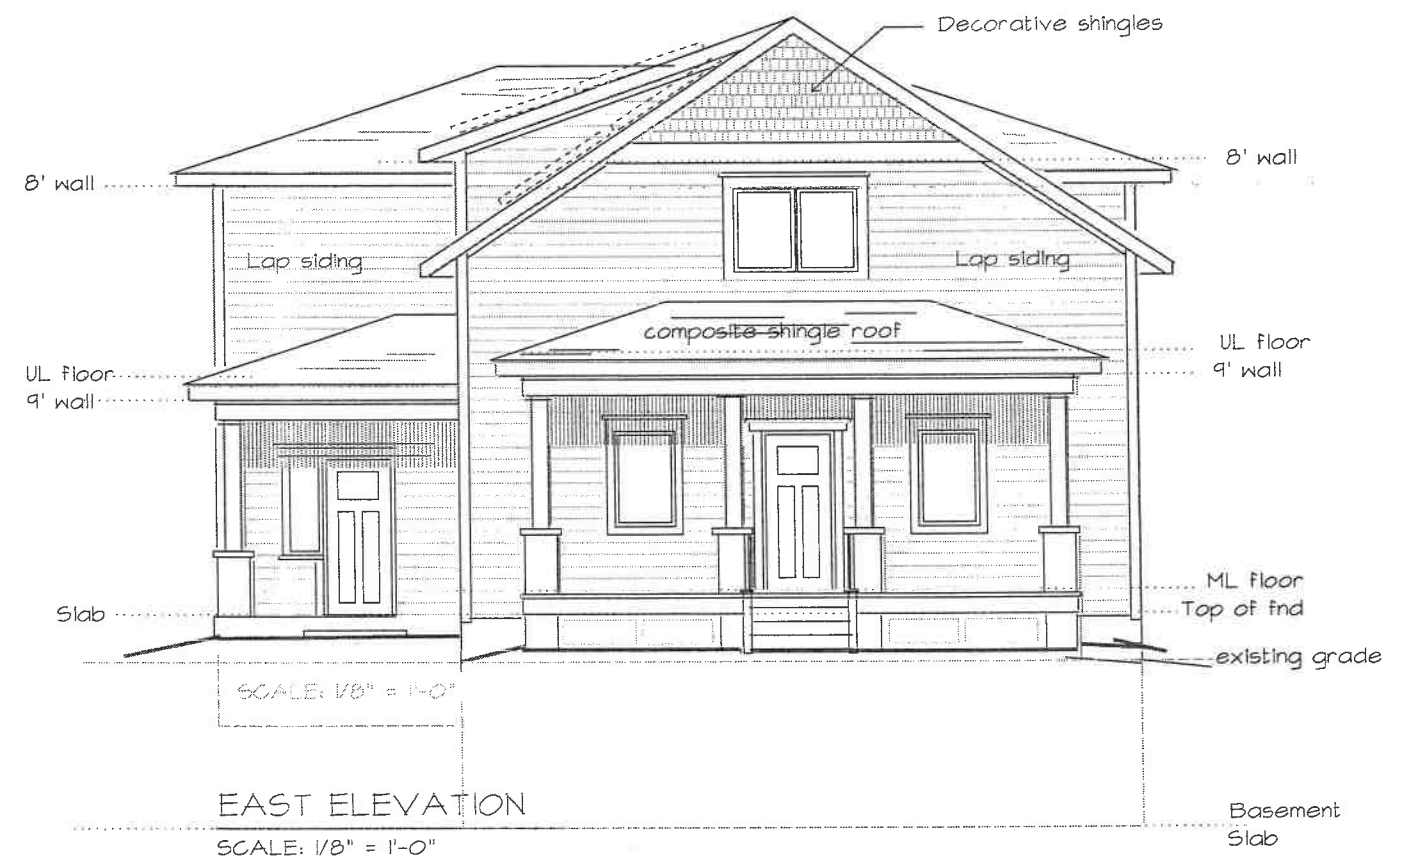 Decorative shingles
8' wall
8' wall
Lap siding
Lap siding
composite shingle roof
UL floor
9' wall
UL floor
9' wall
ML floor
Top of fnd
Slab
existing grade
SCALE: 1/8" = 1'-0"
EAST ELEVATION
SCALE: 1/8" = 1'-0"
Basement
Slab